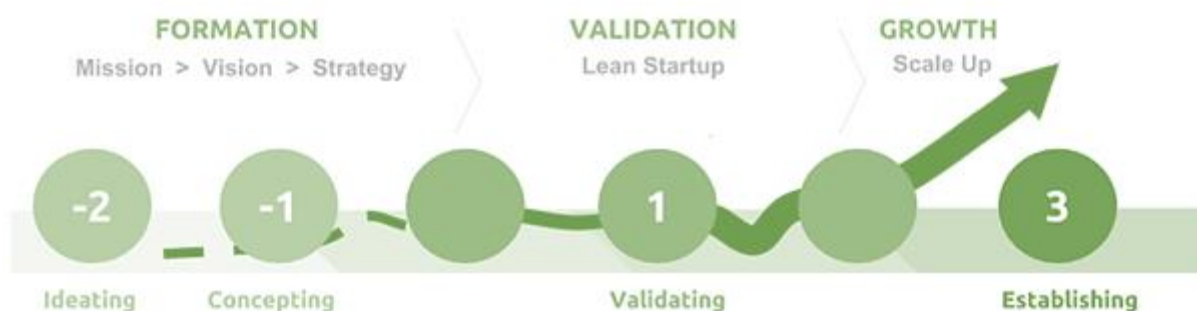 FORMATION
VALIDATION
GROWTH
Mission > Vision > Strategy
Lean Startup
Scale Up
-2
-1
1
3
Ideating
Concepting
Validating
Establishing